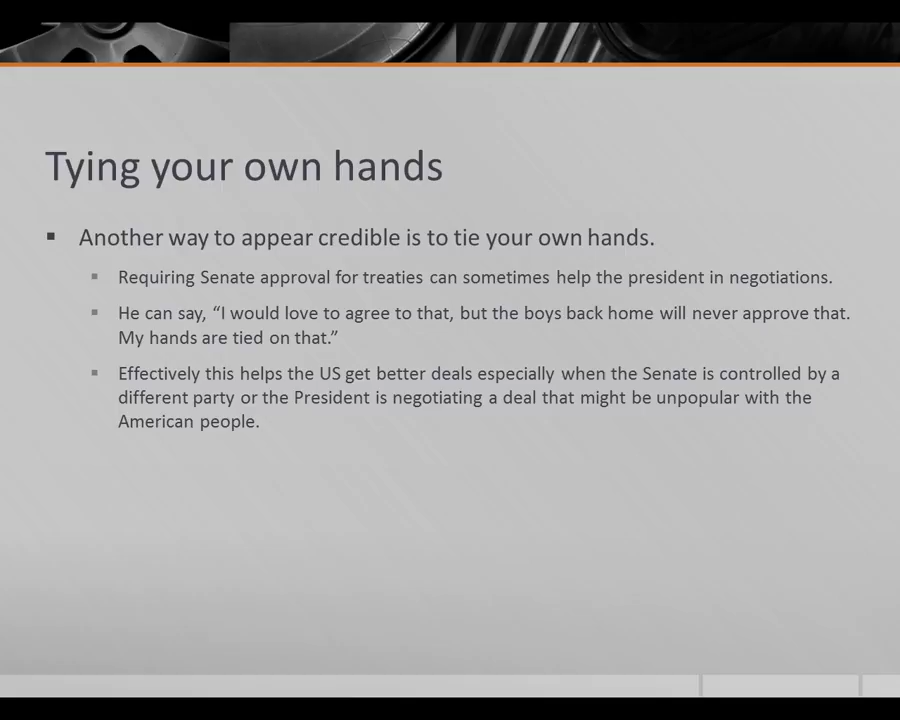 Tying your own hands
Another way to appear credible is to tie your own hands.
Requiring Senate approval for treaties can sometimes help the president in negotiations.
He can say, “I would love to agree to that, but the boys back home will never approve that.
My hands are tied on that.”
Effectively this helps the US get better deals especially when the Senate is controlled by a
different party or the President is negotiating a deal that might be unpopular with the
American people.